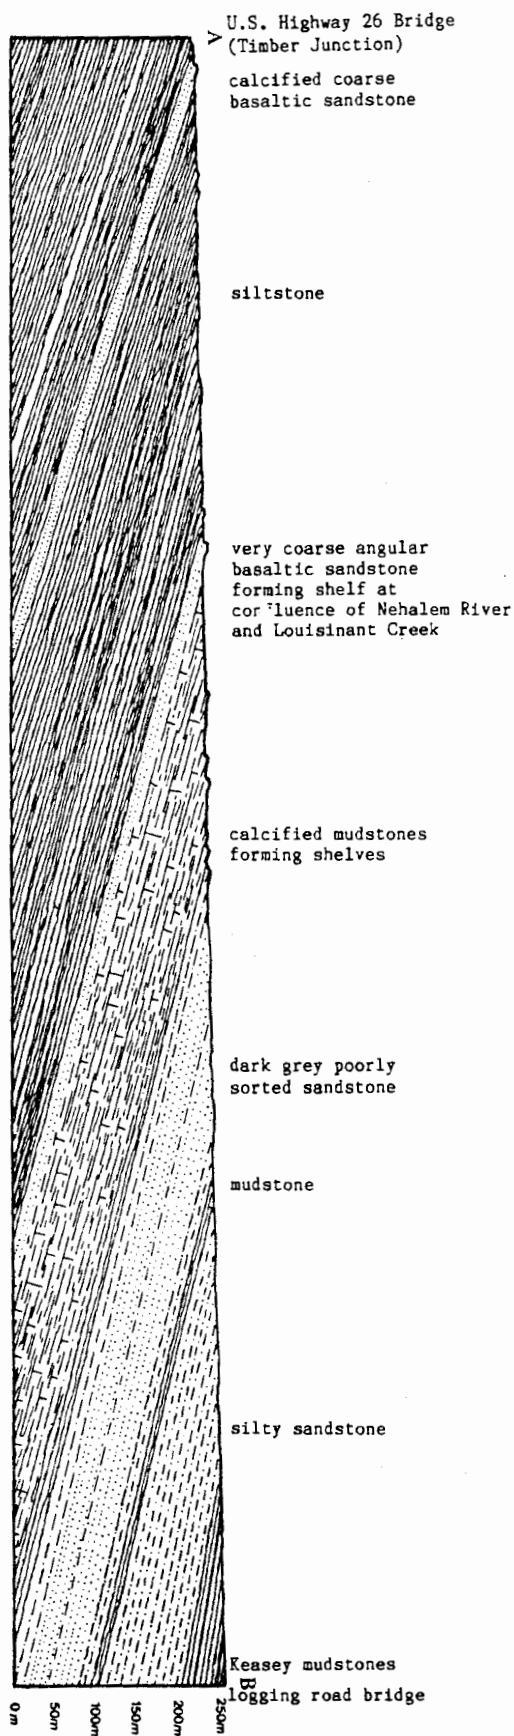 A
U.S. Highway 26 Bridge
(Timber Junction)
calcified coarse
basaltic sandstone
siltstone
very coarse angular
basaltic sandstone
forming shelf at
confluence of Nehalem River
and Louisinant Creek
calcified mudstones
forming shelves
dark grey poorly
sorted sandstone
mudstone
silty sandstone
Keasey mudstones
B
logging road bridge
0m
50m
100m
150m
200m
250m